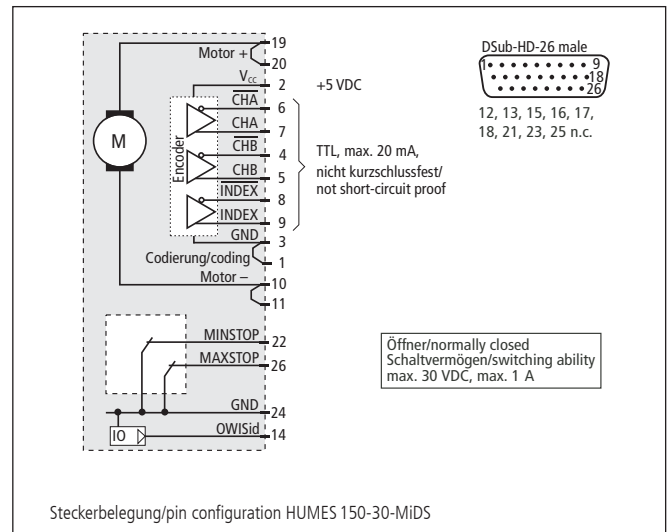 19
Motor +
20
V_cc
2
+5 VDC
C̅H̅A̅
6
CHA
7
C̅H̅B̅
4
CHB
5
I̅N̅D̅E̅X̅
8
INDEX
9
GND
3
Codierung/coding
1
Motor –
10
11
M
Encoder
TTL, max. 20 mA,
nicht kurzschlussfest/
not short-circuit proof
DSub-HD-26 male
1
9
18
26
12, 13, 15, 16, 17,
18, 21, 23, 25 n.c.
MINSTOP
22
MAXSTOP
26
GND
24
IO
OWISid
14
Öffner/normally closed
Schaltvermögen/switching ability
max. 30 VDC, max. 1 A
Steckerbelegung/pin configuration HUMES 150-30-MiDS